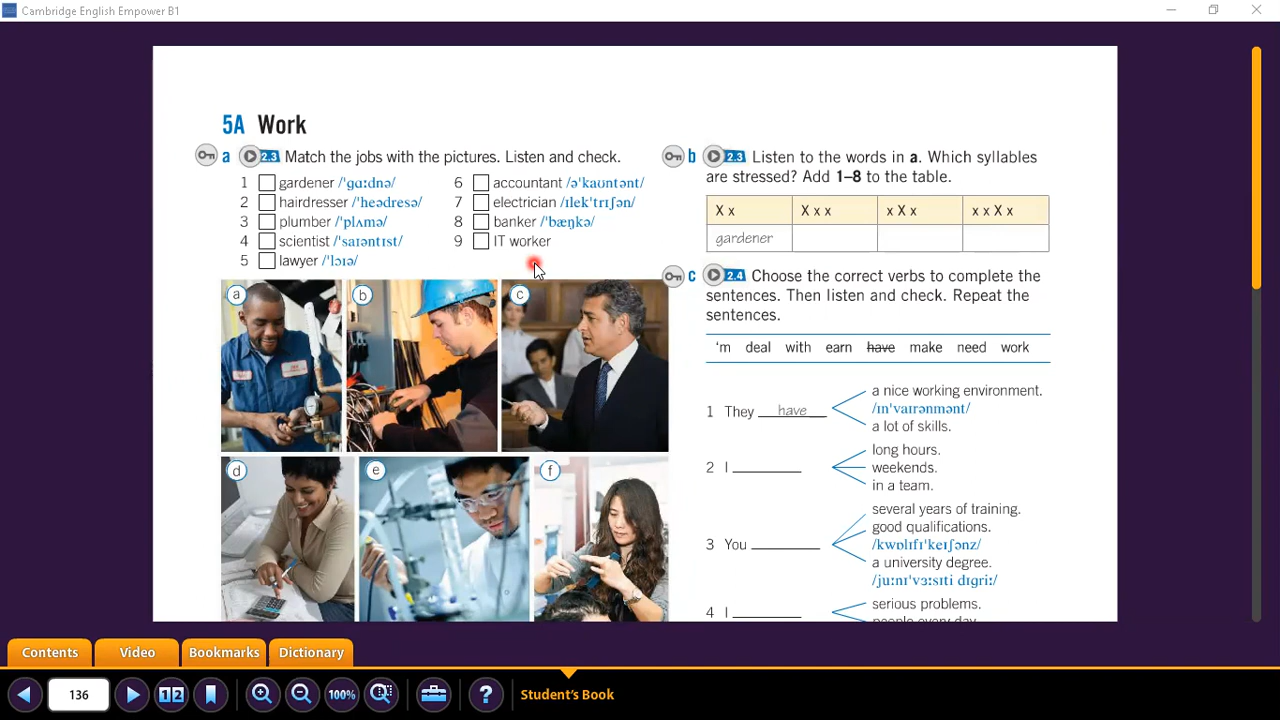 Cambridge English Empower B1
5A Work
a 2.3 Match the jobs with the pictures. Listen and check.
1 gardener /ˈɡɑːdnə/
2 hairdresser /ˈheədresə/
3 plumber /ˈplʌmə/
4 scientist /ˈsaɪəntɪst/
5 lawyer /ˈlɔɪə/
6 accountant /əˈkaʊntənt/
7 electrician /ɪlekˈtrɪʃən/
8 banker /ˈbæŋkə/
9 IT worker
a
b
c
d
e
f
b 2.3 Listen to the words in a. Which syllables
are stressed? Add 1–8 to the table.
X x X x x x X x x x X x
gardener
c 2.4 Choose the correct verbs to complete the
sentences. Then listen and check. Repeat the
sentences.
'm deal with earn have make need work
1 They have
a nice working environment.
/ɪnˈvaɪrənmənt/
a lot of skills.
2 I
long hours.
weekends.
in a team.
3 You
several years of training.
good qualifications.
/kwɒlɪfɪˈkeɪʃənz/
a university degree.
/juːnɪˈvɜːsɪti dɪɡriː/
4 I
serious problems.
people every day.
Contents Video Bookmarks Dictionary
136 1 2 100% ? Student's Book